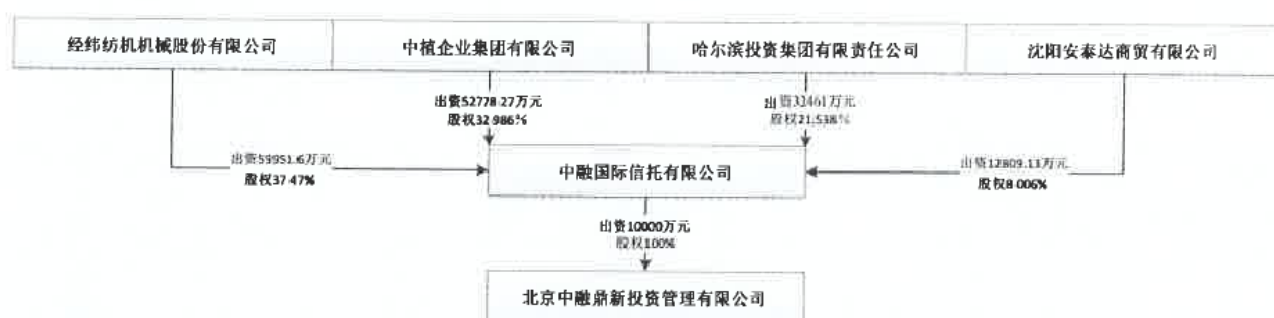 经纬纺机机械股份有限公司
中植企业集团有限公司
哈尔滨投资集团有限责任公司
沈阳安泰达商贸有限公司
出资52778.27万元
股权32.986%
出资32461万元
股权21.538%
出资59951.6万元
股权37.47%
中融国际信托有限公司
出资12809.13万元
股权8.006%
出资10000万元
股权100%
北京中融鼎新投资管理有限公司